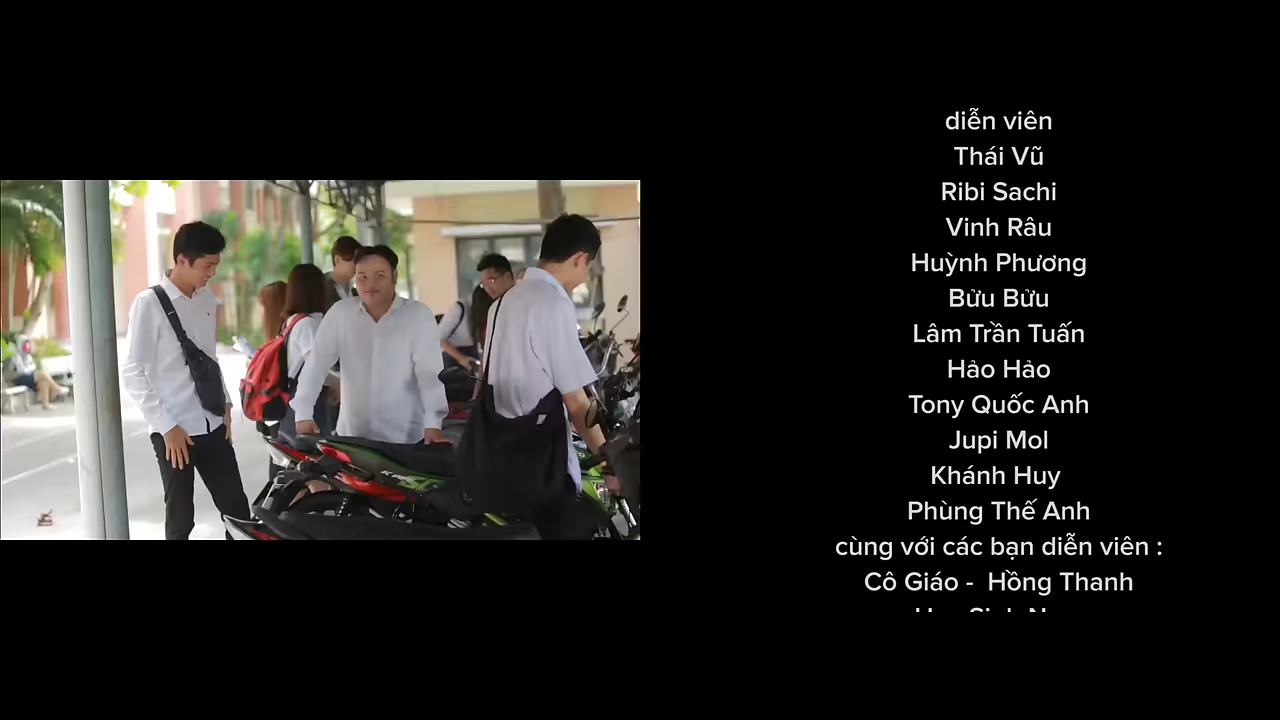 diễn viên
Thái Vũ
Ribi Sachi
Vinh Râu
Huỳnh Phương
Bửu Bửu
Lâm Trần Tuấn
Hảo Hảo
Tony Quốc Anh
Jupi Mol
Khánh Huy
Phùng Thế Anh
cùng với các bạn diễn viên :
Cô Giáo - Hồng Thanh